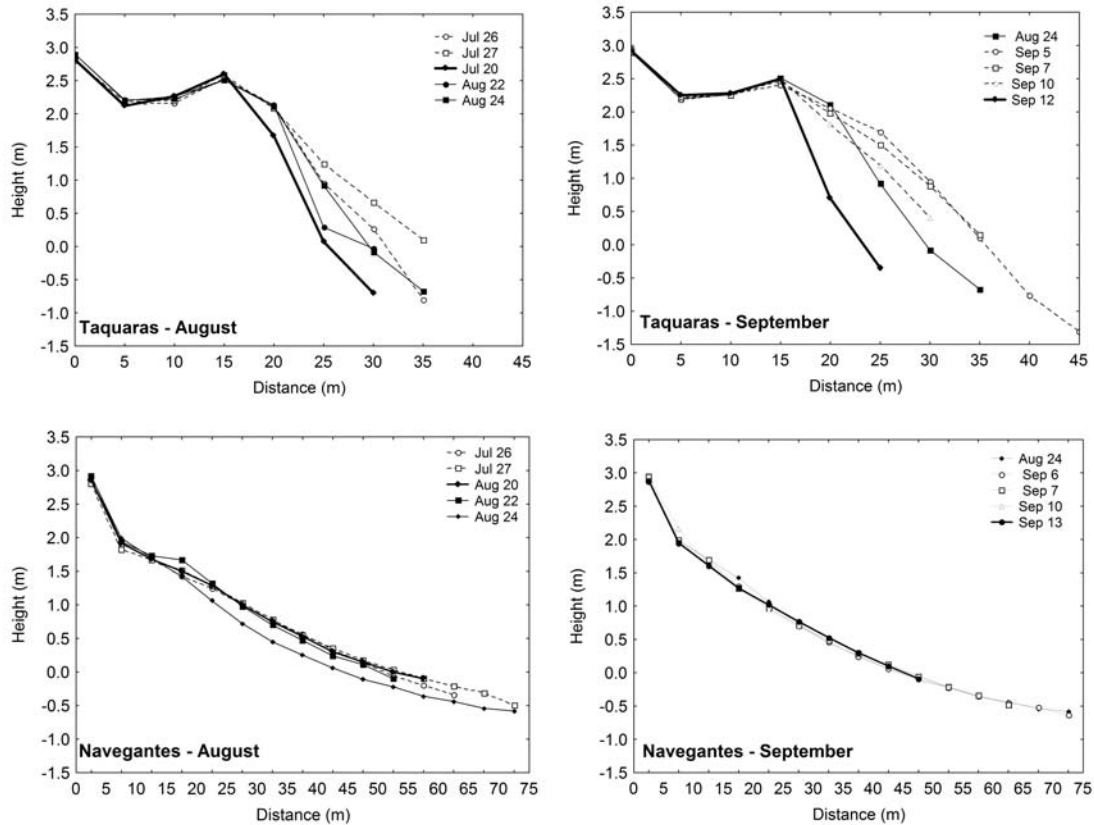 3.5
3.0
2.5
2.0
1.5
1.0
0.5
0.0
-0.5
-1.0
-1.5
Height (m)
Jul 26
Jul 27
Jul 20
Aug 22
Aug 24
Taquaras - August
0 5 10 15 20 25 30 35 40 45
Distance (m)
3.5
3.0
2.5
2.0
1.5
1.0
0.5
0.0
-0.5
-1.0
-1.5
Height (m)
Aug 24
Sep 5
Sep 7
Sep 10
Sep 12
Taquaras - September
0 5 10 15 20 25 30 35 40 45
Distance (m)
3.5
3.0
2.5
2.0
1.5
1.0
0.5
0.0
-0.5
-1.0
-1.5
Height (m)
Jul 26
Jul 27
Aug 20
Aug 22
Aug 24
Navegantes - August
0 5 10 15 20 25 30 35 40 45 50 55 60 65 70 75
Distance (m)
3.5
3.0
2.5
2.0
1.5
1.0
0.5
0.0
-0.5
-1.0
-1.5
Height (m)
Aug 24
Sep 6
Sep 7
Sep 10
Sep 13
Navegantes - September
0 5 10 15 20 25 30 35 40 45 50 55 60 65 70 75
Distance (m)